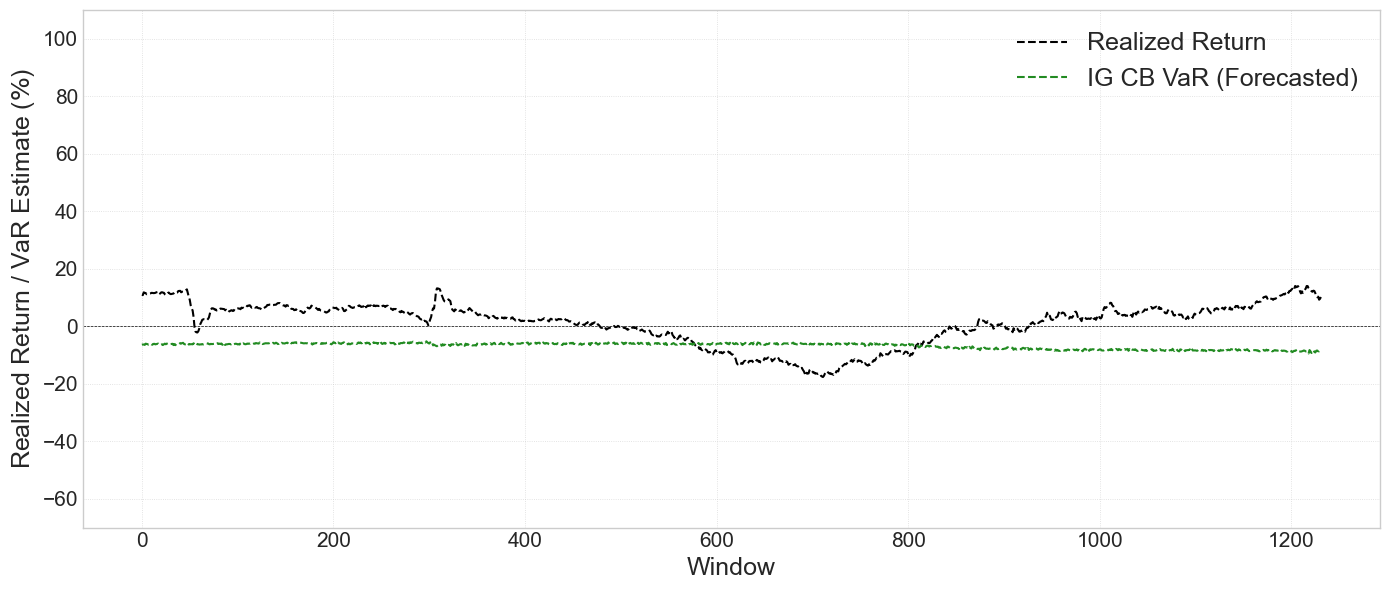 Realized Return / VaR Estimate (%)
100
80
60
40
20
0
−20
−40
−60
Realized Return
IG CB VaR (Forecasted)
0 200 400 600 800 1000 1200
Window